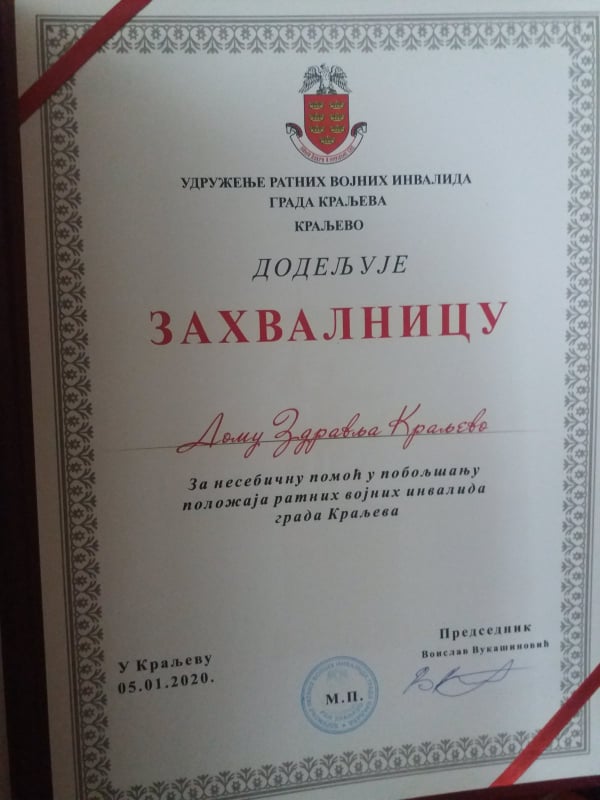 УДРУЖЕЊЕ РАТНИХ ВОЈНИХ ИНВАЛИДА
ГРАДА КРАЉЕВА
КРАЉЕВО
ДОДЕЉУЈЕ
ЗАХВАЛНИЦУ
Дому Здравља Краљево
За несебичну помоћ у побољшању
положаја ратних војних инвалида
града Краљева
Председник
Воислав Вукашиновић
У Краљеву
05.01.2020.
М.П.